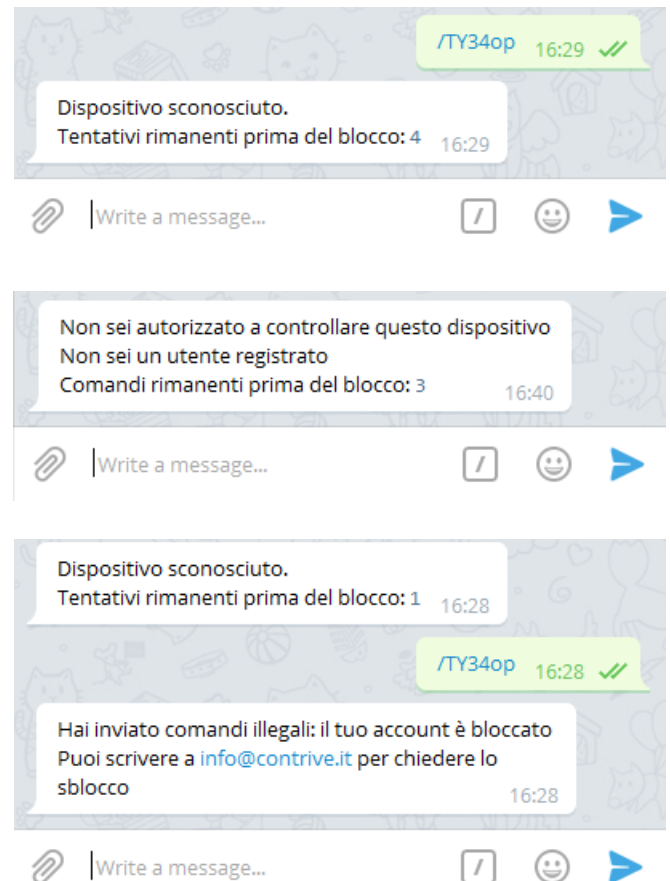 /TY34op 16:29
Dispositivo sconosciuto.
Tentativi rimanenti prima del blocco: 4 16:29
Write a message...
/
Non sei autorizzato a controllare questo dispositivo
Non sei un utente registrato
Comandi rimanenti prima del blocco: 3 16:40
Write a message...
/
Dispositivo sconosciuto.
Tentativi rimanenti prima del blocco: 1 16:28
/TY34op 16:28
Hai inviato comandi illegali: il tuo account è bloccato
Puoi scrivere a info@contrive.it per chiedere lo
sblocco 16:28
Write a message...
/